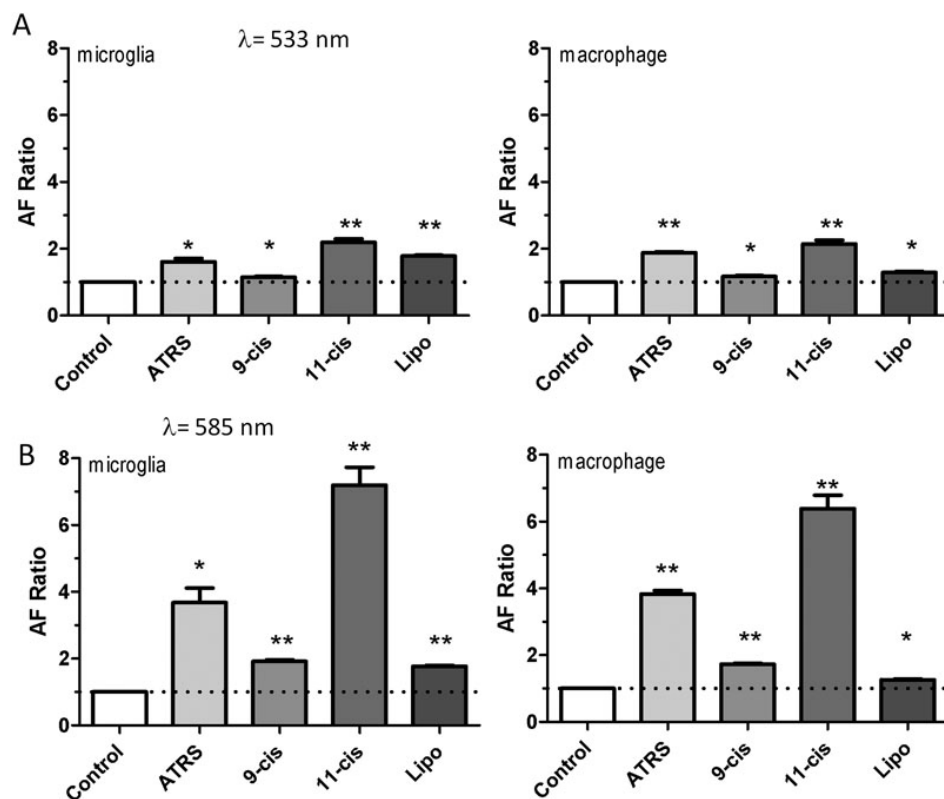 A
λ= 533 nm
microglia
AF Ratio
8
6
4
2
0
*
*
**
**
Control
ATRS
9-cis
11-cis
Lipo
macrophage
AF Ratio
8
6
4
2
0
**
*
**
*
Control
ATRS
9-cis
11-cis
Lipo
B
λ= 585 nm
microglia
AF Ratio
8
6
4
2
0
*
**
**
**
Control
ATRS
9-cis
11-cis
Lipo
macrophage
AF Ratio
8
6
4
2
0
**
**
**
*
Control
ATRS
9-cis
11-cis
Lipo